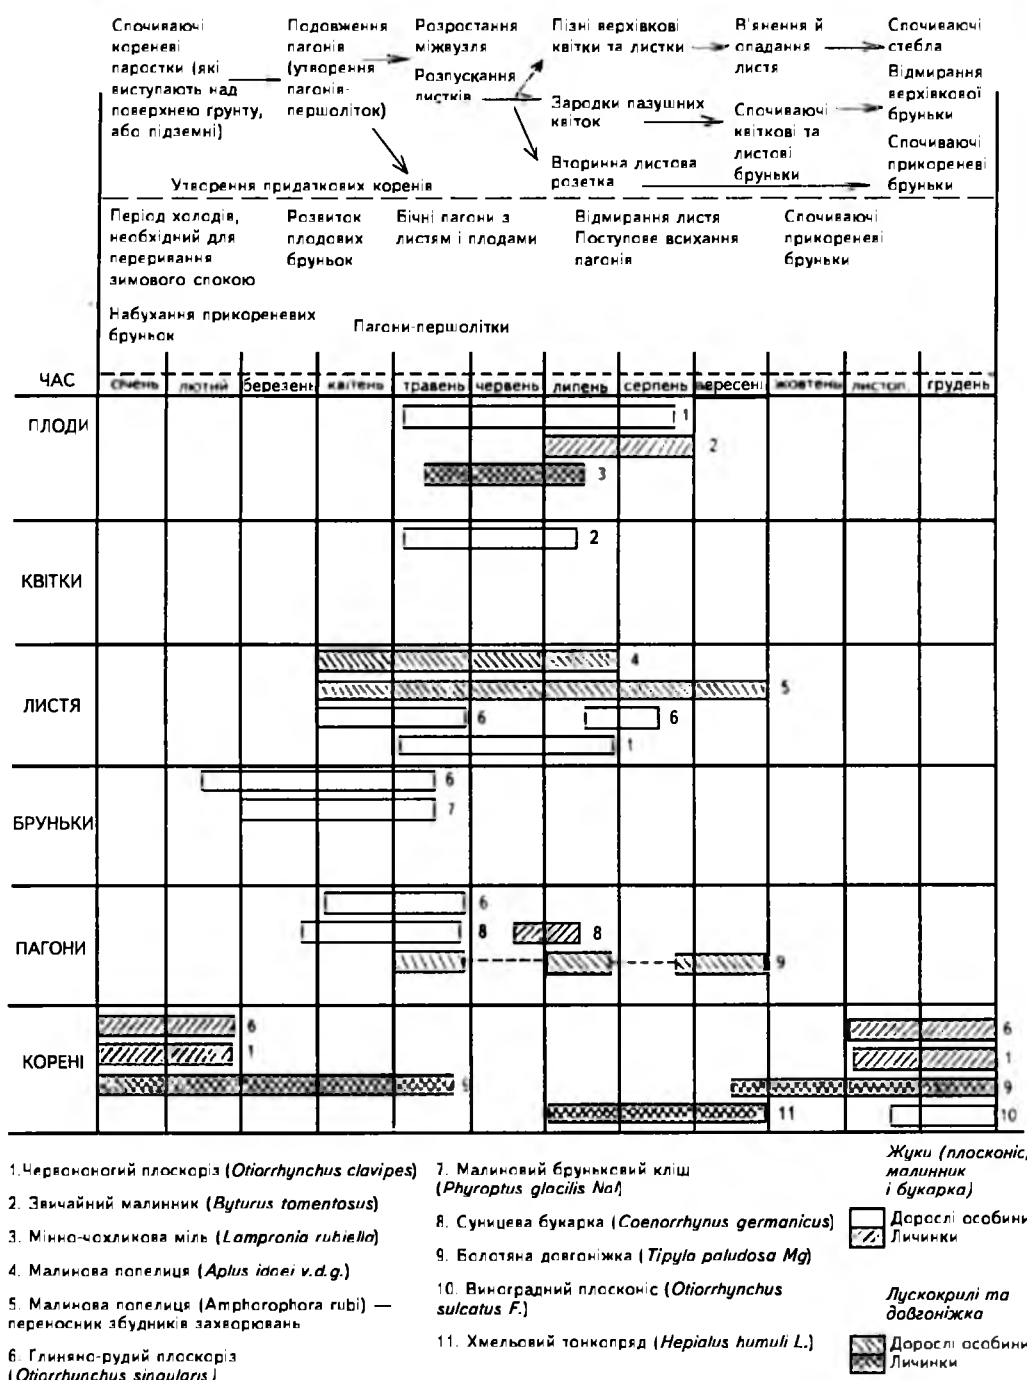 Спочиваючі
кореневі
паростки (які
виступають над
поверхнею ґрунту,
або підземні)
Подовження
пагонів
(утворення
пагонів-
першоліток)
Розростання
міжвузля
Розпускання
листків
Пізні верхівкові
квітки та листки
Зародки пазушних
квіток
Вторинна листова
розетка
В'янення й
опадання
листя
Спочиваючі
квіткові та
листові
бруньки
Спочиваючі
стебла
Відмирання
верхівкової
бруньки
Спочиваючі
прикореневі
бруньки
Утворення придаткових коренів
Період холодів,
необхідний для
переривання
зимового спокою
Розвиток
плодових
бруньок
Бічні пагони з
листям і плодами
Відмирання листя
Поступове всихання
пагонів
Спочиваючі
прикореневі
бруньки
Набухання прикореневих
бруньок
Пагони-першолітки
ЧАС січень лютий березень квітень травень червень липень серпень вересень жовтень листоп. грудень
ПЛОДИ
1
2
3
КВІТКИ
2
ЛИСТЯ
4
5
6 6
1
БРУНЬКИ
6
7
ПАГОНИ
6
8 8
9
КОРЕНІ
6 6
1 1
9 9
11 10
1.Червононогий плоскоріз (Otiorrhynchus clavipes)
2. Звичайний малинник (Byturus tomentosus)
3. Мінно-чохликова міль (Lampronia rubiella)
4. Малинова попелиця (Aplus idaei v.d.g.)
5. Малинова попелиця (Amphorophora rubi) —
переносник збудників захворювань
6. Глиняно-рудий плоскоріз
(Otiorrhynchus singularis)
7. Малиновий бруньковий кліщ
(Phyroptus glacilis Nal)
8. Суницева букарка (Coenorrhynus germanicus)
9. Болотяна довгоніжка (Tipula paludosa Mg)
10. Виноградний плосконіс (Otiorrhynchus
sulcatus F.)
11. Хмельовий тонкопряд (Hepialus humuli L.)
Жуки (плосконіс,
малинник
і букарка)
Дорослі особини
Личинки
Лускокрилі та
довгоніжка
Дорослі особини
Личинки